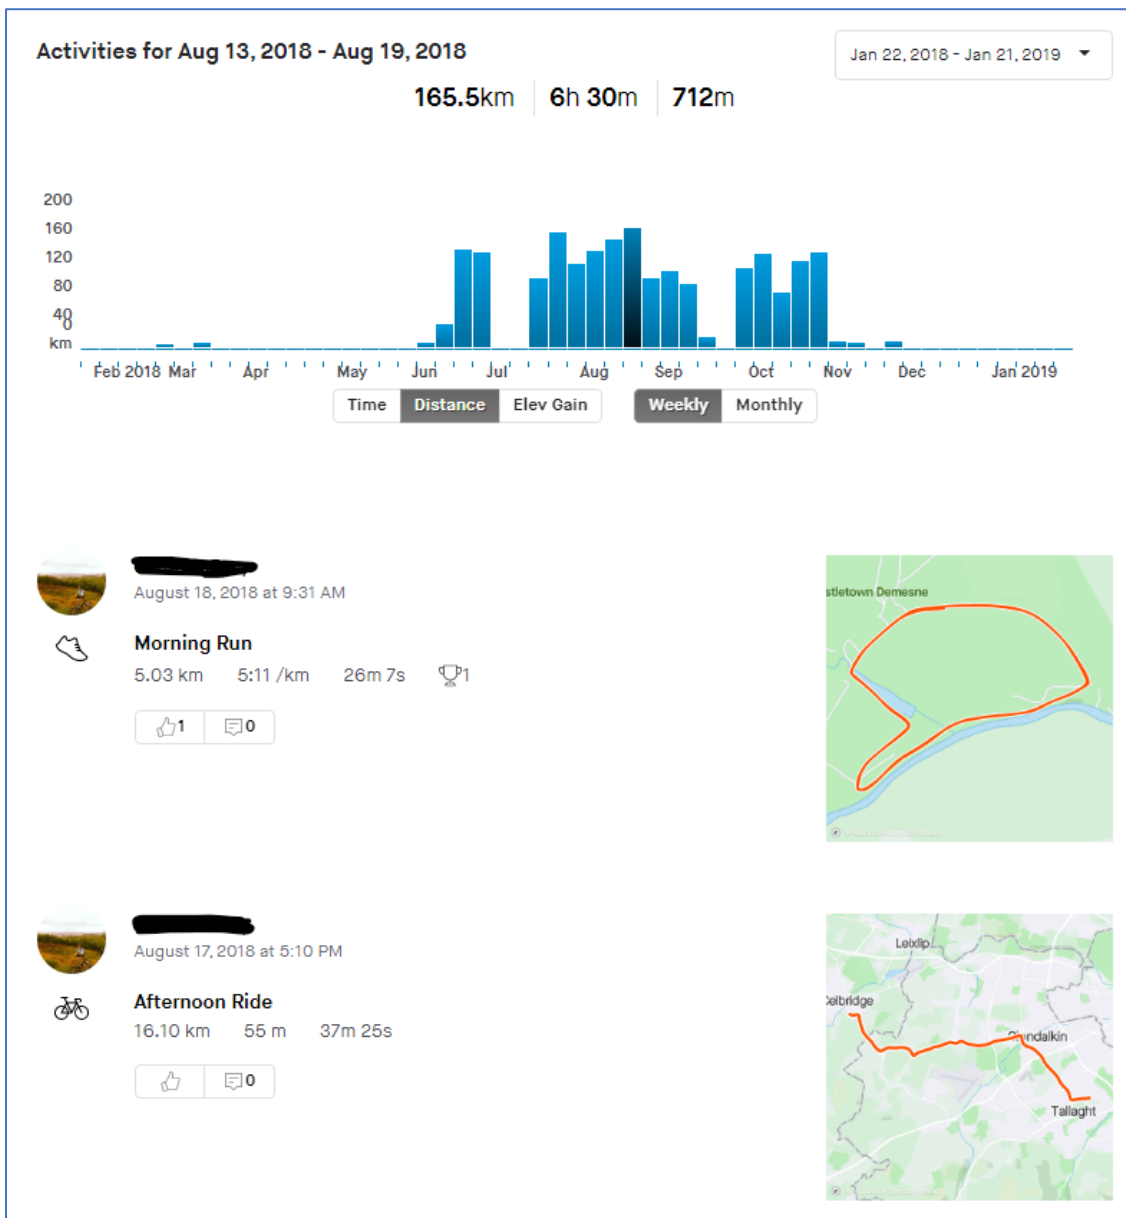 Activities for Aug 13, 2018 - Aug 19, 2018
Jan 22, 2018 - Jan 21, 2019
165.5km 6h 30m 712m
200
160
120
80
40
0
km
Feb 2018 Mar Apr May Jun Jul Aug Sep Oct Nov Dec Jan 2019
Time Distance Elev Gain Weekly Monthly
August 18, 2018 at 9:31 AM
Morning Run
5.03 km 5:11 /km 26m 7s 1
1 0
stletown Demesne
August 17, 2018 at 5:10 PM
Afternoon Ride
16.10 km 55 m 37m 25s
0
Leixlip
Celbridge
Clondalkin
Tallaght